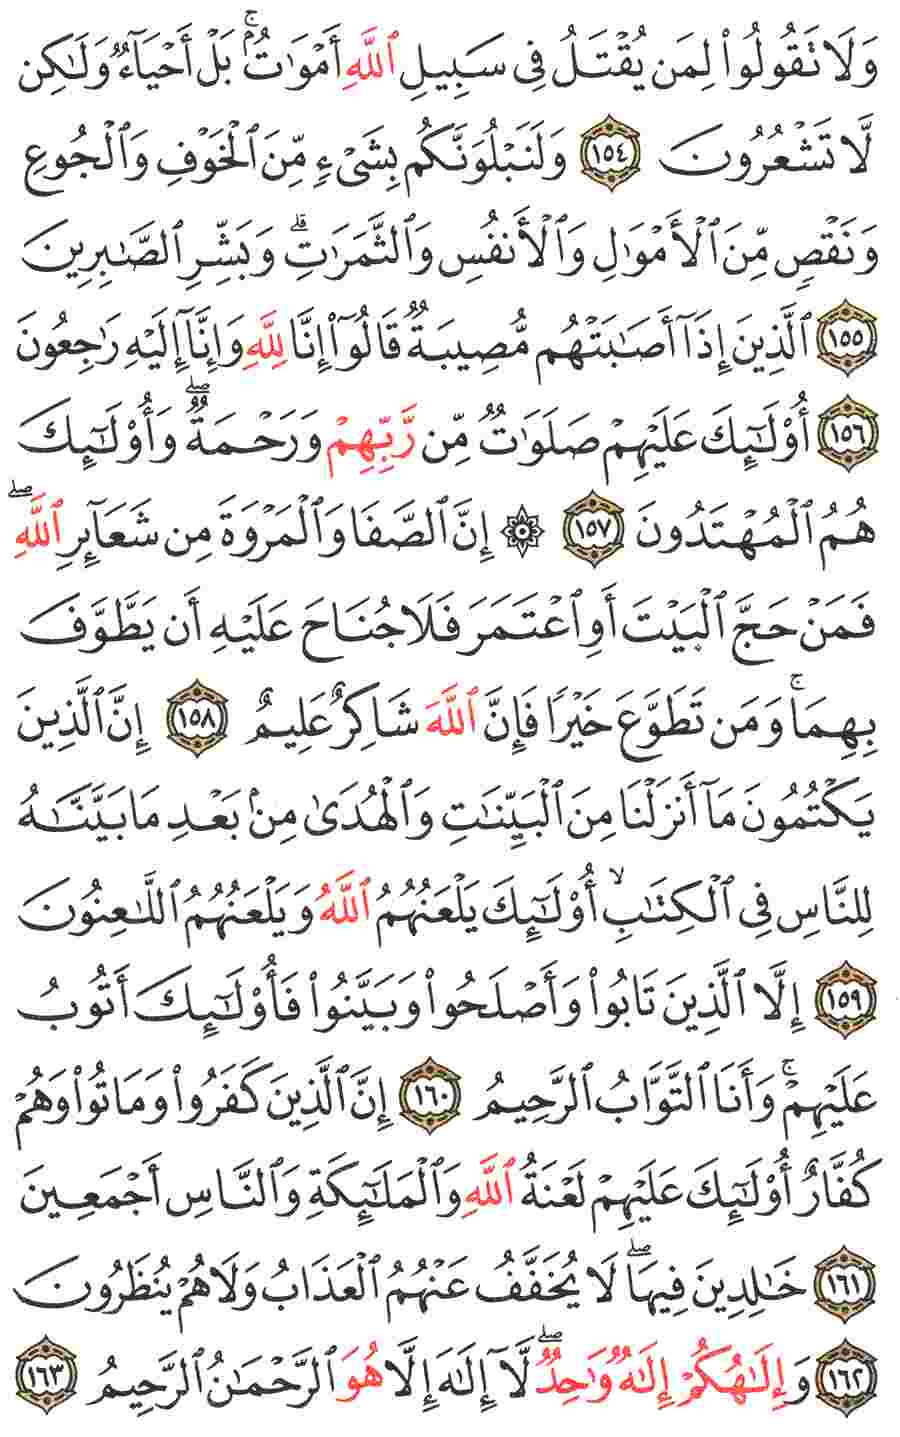 وَلَا تَقُولُوا۟ لِمَن يُقْتَلُ فِى سَبِيلِ ٱللَّهِ أَمْوَٰتٌۢ ۚ بَلْ أَحْيَآءٌ وَلَـٰكِن
لَّا تَشْعُرُونَ ١٥٤ وَلَنَبْلُوَنَّكُم بِشَىْءٍ مِّنَ ٱلْخَوْفِ وَٱلْجُوعِ
وَنَقْصٍ مِّنَ ٱلْأَمْوَٰلِ وَٱلْأَنفُسِ وَٱلثَّمَرَٰتِ ۗ وَبَشِّرِ ٱلصَّـٰبِرِينَ
١٥٥ ٱلَّذِينَ إِذَآ أَصَـٰبَتْهُم مُّصِيبَةٌ قَالُوٓا۟ إِنَّا لِلَّهِ وَإِنَّآ إِلَيْهِ رَٰجِعُونَ
١٥٦ أُو۟لَـٰٓئِكَ عَلَيْهِمْ صَلَوَٰتٌ مِّن رَّبِّهِمْ وَرَحْمَةٌ ۖ وَأُو۟لَـٰٓئِكَ
هُمُ ٱلْمُهْتَدُونَ ١٥٧ ۞ إِنَّ ٱلصَّفَا وَٱلْمَرْوَةَ مِن شَعَآئِرِ ٱللَّهِ ۖ
فَمَنْ حَجَّ ٱلْبَيْتَ أَوِ ٱعْتَمَرَ فَلَا جُنَاحَ عَلَيْهِ أَن يَطَّوَّفَ
بِهِمَا ۚ وَمَن تَطَوَّعَ خَيْرًا فَإِنَّ ٱللَّهَ شَاكِرٌ عَلِيمٌ ١٥٨ إِنَّ ٱلَّذِينَ
يَكْتُمُونَ مَآ أَنزَلْنَا مِنَ ٱلْبَيِّنَـٰتِ وَٱلْهُدَىٰ مِنۢ بَعْدِ مَا بَيَّنَّـٰهُ
لِلنَّاسِ فِى ٱلْكِتَـٰبِ ۙ أُو۟لَـٰٓئِكَ يَلْعَنُهُمُ ٱللَّهُ وَيَلْعَنُهُمُ ٱللَّـٰعِنُونَ
١٥٩ إِلَّا ٱلَّذِينَ تَابُوا۟ وَأَصْلَحُوا۟ وَبَيَّنُوا۟ فَأُو۟لَـٰٓئِكَ أَتُوبُ
عَلَيْهِمْ ۚ وَأَنَا ٱلتَّوَّابُ ٱلرَّحِيمُ ١٦٠ إِنَّ ٱلَّذِينَ كَفَرُوا۟ وَمَاتُوا۟ وَهُمْ
كُفَّارٌ أُو۟لَـٰٓئِكَ عَلَيْهِمْ لَعْنَةُ ٱللَّهِ وَٱلْمَلَـٰٓئِكَةِ وَٱلنَّاسِ أَجْمَعِينَ
١٦١ خَـٰلِدِينَ فِيهَا ۖ لَا يُخَفَّفُ عَنْهُمُ ٱلْعَذَابُ وَلَا هُمْ يُنظَرُونَ
١٦٢ وَإِلَـٰهُكُمْ إِلَـٰهٌ وَٰحِدٌ ۖ لَّآ إِلَـٰهَ إِلَّا هُوَ ٱلرَّحْمَـٰنُ ٱلرَّحِيمُ ١٦٣